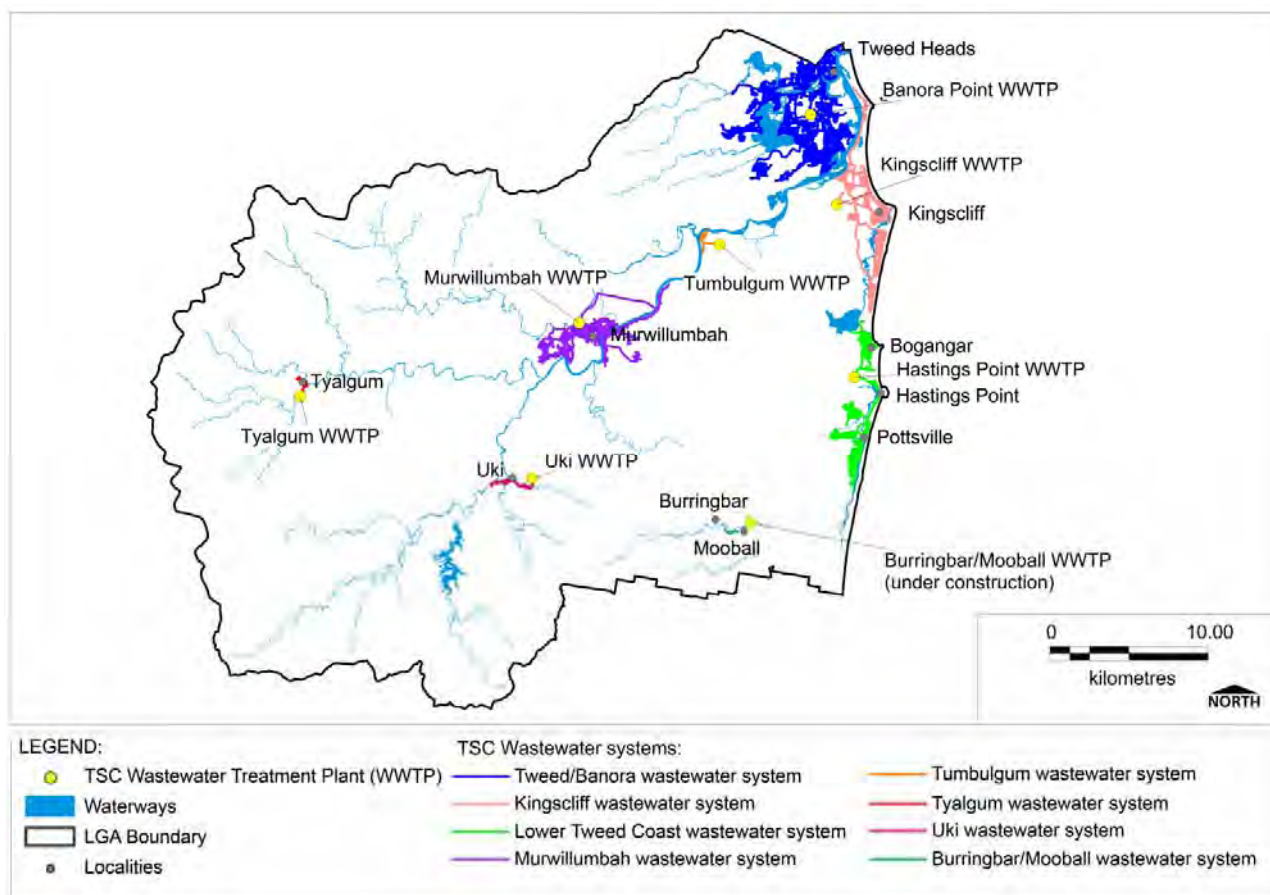 Tweed Heads
Banora Point WWTP
Kingscliff WWTP
Kingscliff
Tumbulgum WWTP
Murwillumbah WWTP
Murwillumbah
Bogangar
Hastings Point WWTP
Hastings Point
Tyalgum
Tyalgum WWTP
Pottsville
Uki
Uki WWTP
Burringbar
Mooball
Burringbar/Mooball WWTP
(under construction)
0 10.00
kilometres
NORTH
LEGEND:
TSC Wastewater Treatment Plant (WWTP)
Waterways
LGA Boundary
Localities
TSC Wastewater systems:
Tweed/Banora wastewater system
Kingscliff wastewater system
Lower Tweed Coast wastewater system
Murwillumbah wastewater system
Tumbulgum wastewater system
Tyalgum wastewater system
Uki wastewater system
Burringbar/Mooball wastewater system